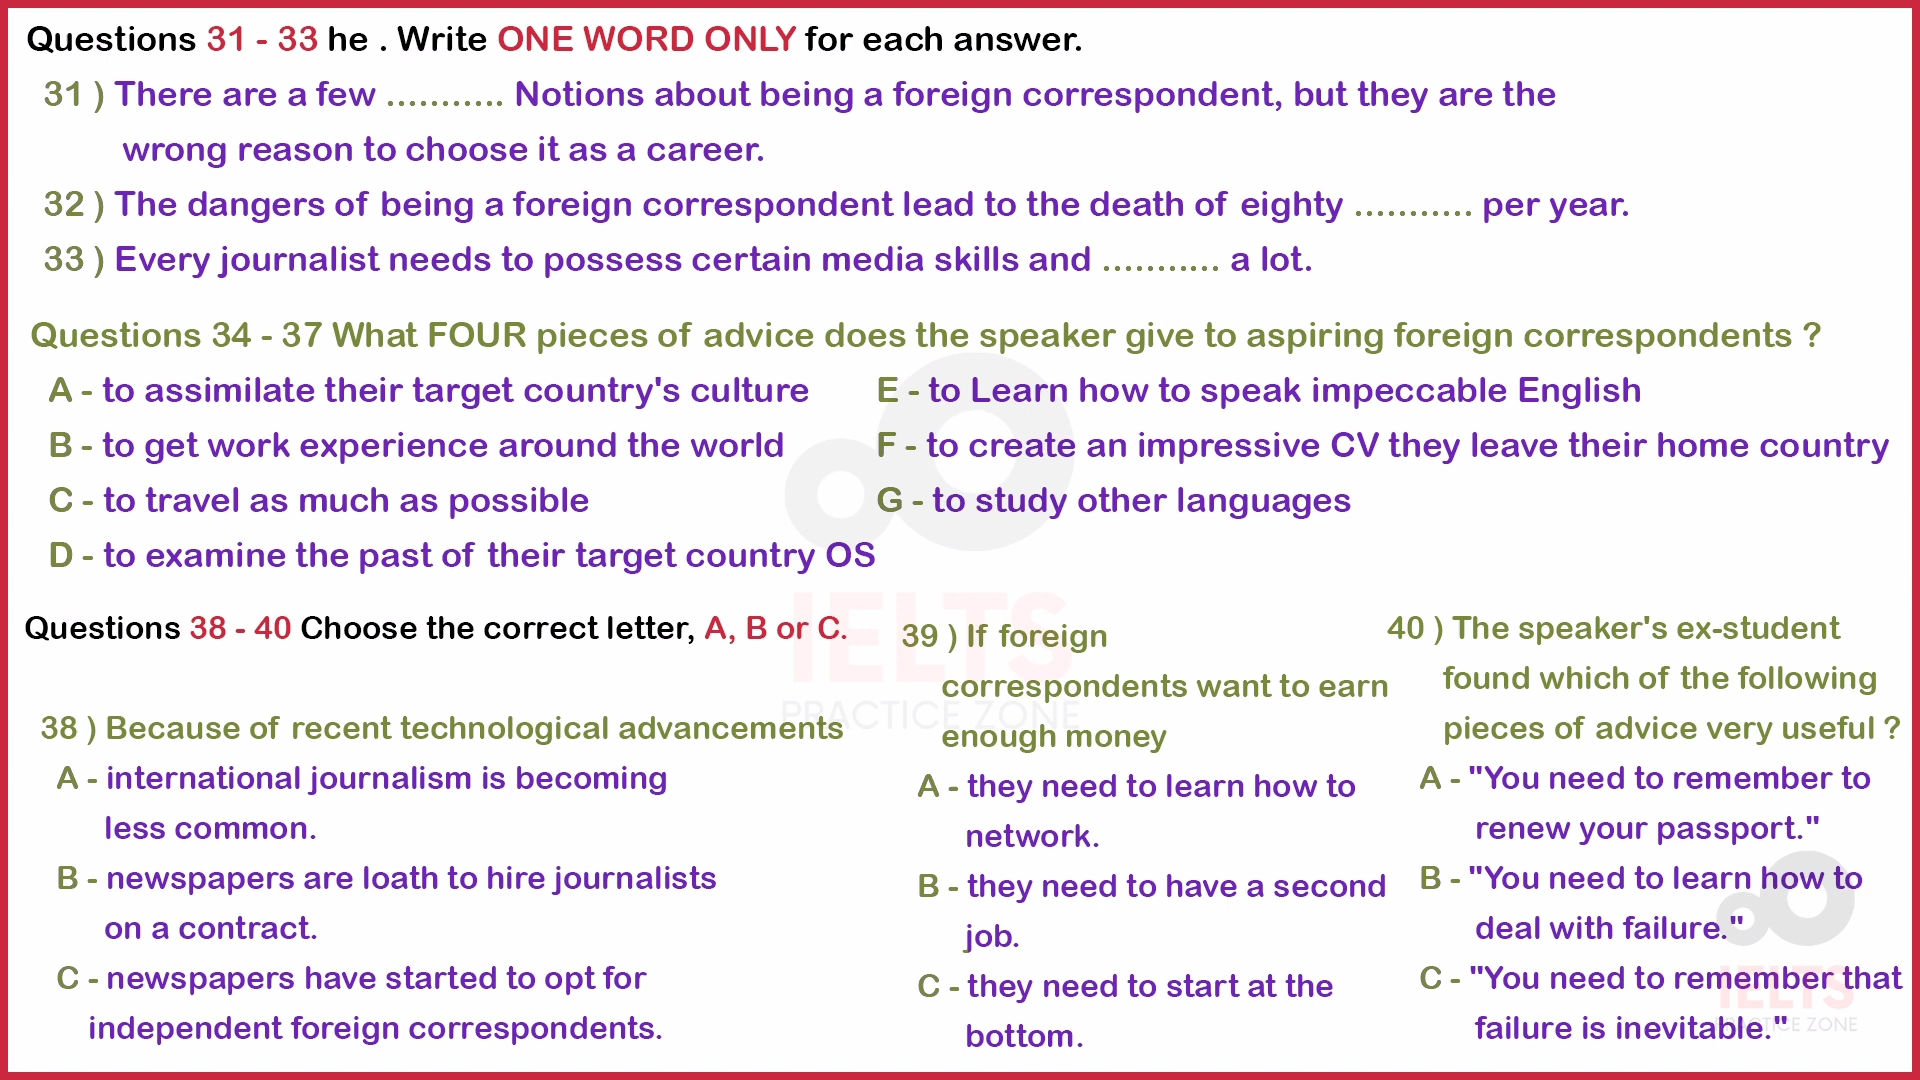 Questions 31 - 33 he . Write ONE WORD ONLY for each answer.
31 ) There are a few ........... Notions about being a foreign correspondent, but they are the
wrong reason to choose it as a career.
32 ) The dangers of being a foreign correspondent lead to the death of eighty ........... per year.
33 ) Every journalist needs to possess certain media skills and ........... a lot.
Questions 34 - 37 What FOUR pieces of advice does the speaker give to aspiring foreign correspondents ?
A - to assimilate their target country's culture
B - to get work experience around the world
C - to travel as much as possible
D - to examine the past of their target country OS
E - to Learn how to speak impeccable English
F - to create an impressive CV they leave their home country
G - to study other languages
IELTS
PRACTICE ZONE
Questions 38 - 40 Choose the correct letter, A, B or C.
38 ) Because of recent technological advancements
A - international journalism is becoming
less common.
B - newspapers are loath to hire journalists
on a contract.
C - newspapers have started to opt for
independent foreign correspondents.
39 ) If foreign
correspondents want to earn
enough money
A - they need to learn how to
network.
B - they need to have a second
job.
C - they need to start at the
bottom.
40 ) The speaker's ex-student
found which of the following
pieces of advice very useful ?
A - "You need to remember to
renew your passport."
B - "You need to learn how to
deal with failure."
C - "You need to remember that
failure is inevitable."
IELTS
PRACTICE ZONE